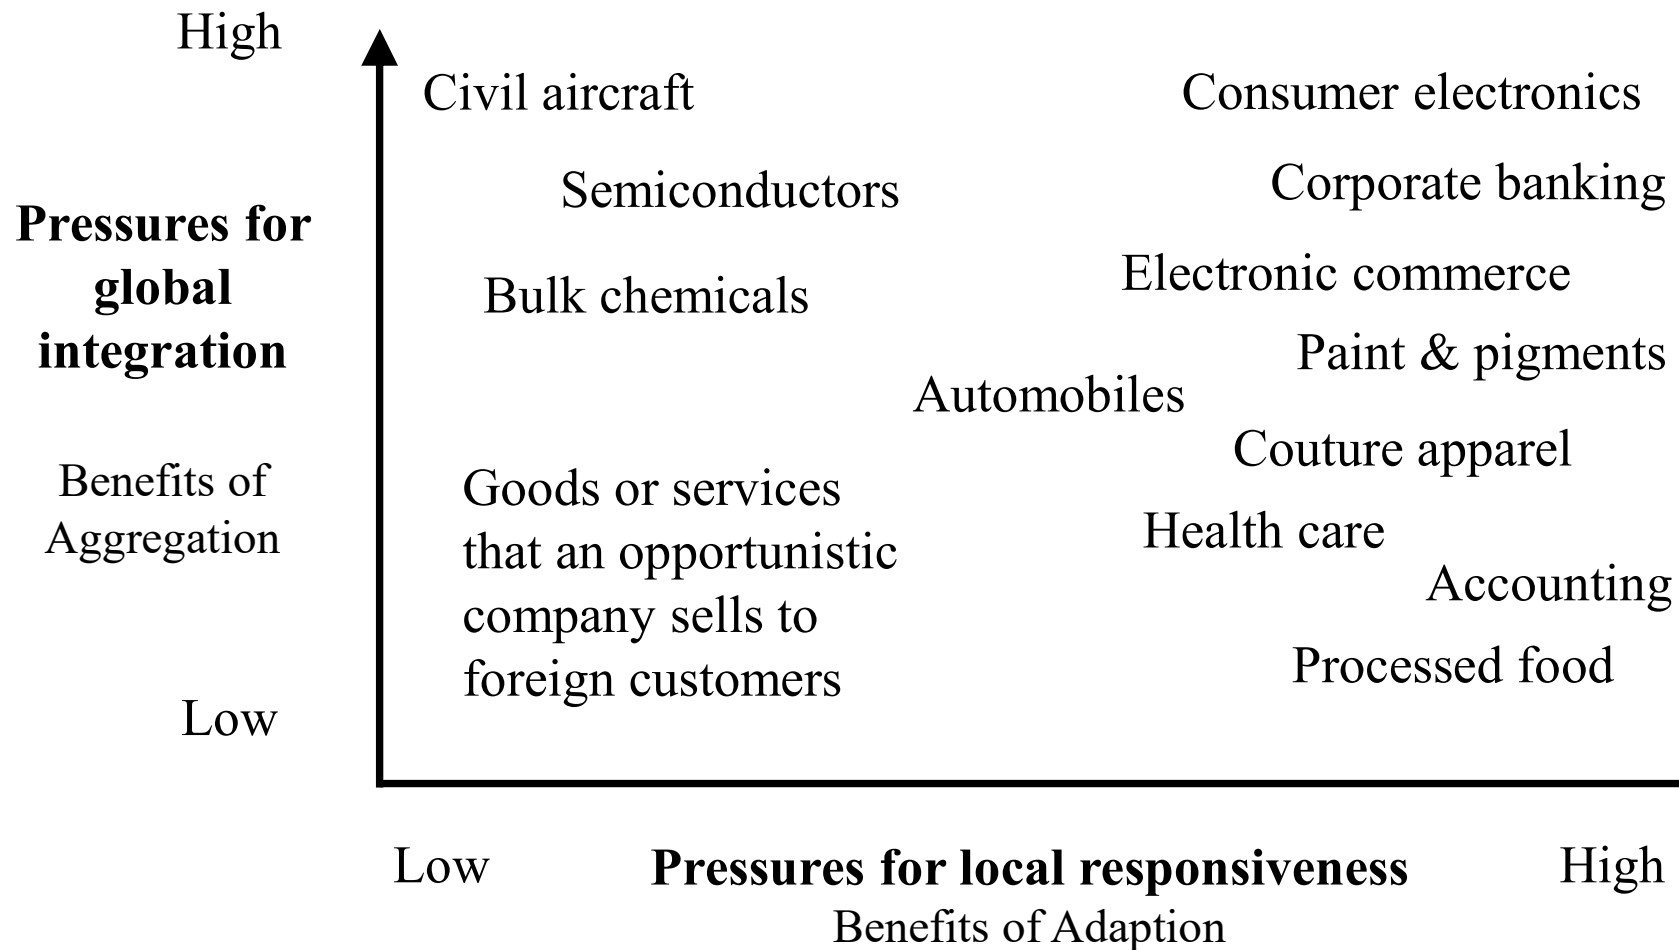 High
Civil aircraft
Consumer electronics
Semiconductors
Corporate banking
Pressures for
global
integration
Bulk chemicals
Electronic commerce
Paint & pigments
Automobiles
Couture apparel
Benefits of
Aggregation
Goods or services
that an opportunistic
company sells to
foreign customers
Health care
Accounting
Processed food
Low
Low
Pressures for local responsiveness
High
Benefits of Adaption